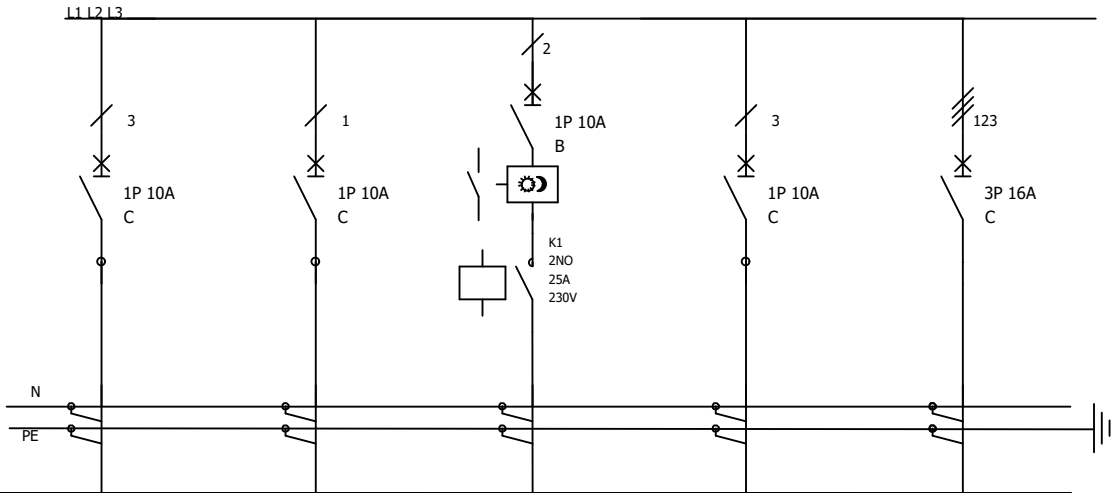 L1 L2 L3
2
3
1
3
123
1P 10A
B
1P 10A
C
1P 10A
C
1P 10A
C
3P 16A
C
K1
2NO
25A
230V
N
PE